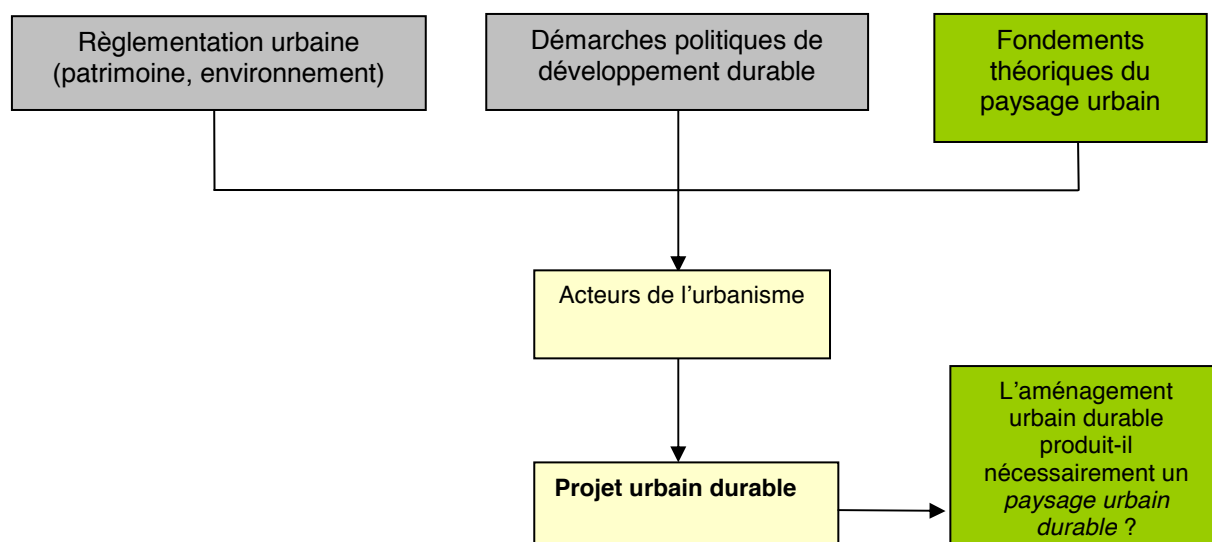 Règlementation urbaine
(patrimoine, environnement)
Démarches politiques de
développement durable
Fondements
théoriques du
paysage urbain
Acteurs de l’urbanisme
Projet urbain durable
L’aménagement
urbain durable
produit-il
nécessairement un
paysage urbain
durable ?